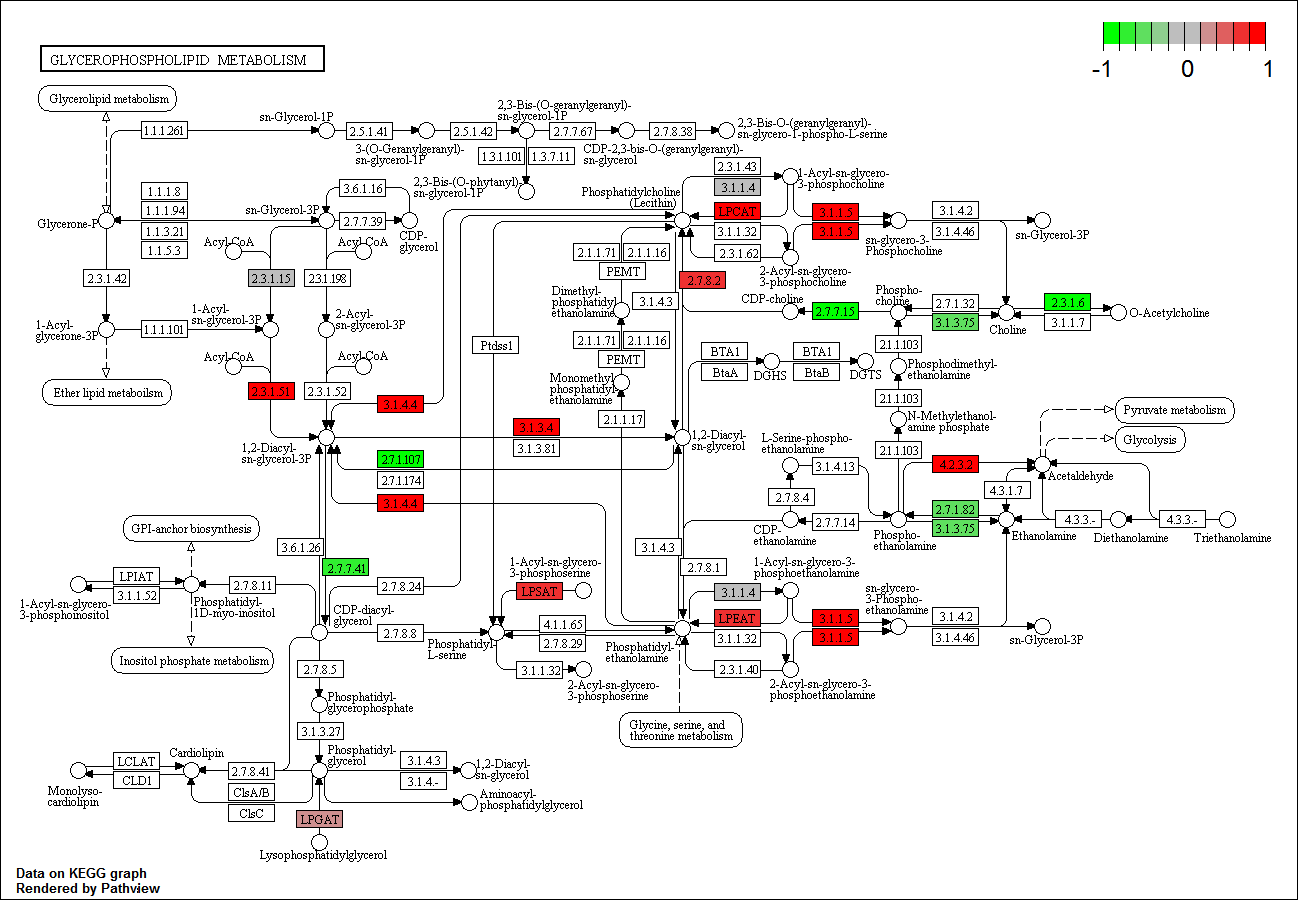 GLYCEROPHOSPHOLIPID METABOLISM
-1
0
1
Glycerolipid metabolism
1.1.1.261
sn-Glycerol-1P
2.5.1.41
3-(O-Geranylgeranyl)-
sn-glycerol-1P
2.5.1.42
2,3-Bis-(O-geranylgeranyl)-
sn-glycerol-1P
2.7.7.67
CDP-2,3-bis-O-(geranylgeranyl)-
sn-glycerol
2.7.8.38
2,3-Bis-O-(geranylgeranyl)-
sn-glycero-1-phospho-L-serine
1.3.1.101
1.3.7.11
2,3-Bis-(O-phytanyl)-
sn-glycerol-1P
1.1.1.8
1.1.1.94
1.1.3.21
1.1.5.3
Glycerone-P
sn-Glycerol-3P
3.6.1.16
2.7.7.39
CDP-
glycerol
Acyl-CoA
Acyl-CoA
2.3.1.42
2.3.1.15
2.3.1.198
1-Acyl-
glycerone-3P
1.1.1.101
1-Acyl-
sn-glycerol-3P
2-Acyl-
sn-glycerol-3P
Acyl-CoA
Acyl-CoA
Ether lipid metabolism
2.3.1.51
2.3.1.52
3.1.4.4
1,2-Diacyl-
sn-glycerol-3P
2.7.1.107
2.7.1.174
3.1.4.4
3.1.3.4
3.1.3.81
Ptdss1
Phosphatidylcholine
(Lecithin)
2.3.1.43
3.1.1.4
LPCAT
3.1.1.32
2.3.1.62
1-Acyl-sn-glycero-
3-phosphocholine
2-Acyl-sn-glycero-
3-phosphocholine
3.1.1.5
3.1.1.5
sn-glycero-3-
Phosphocholine
3.1.4.2
3.1.4.46
sn-Glycerol-3P
2.1.1.71
2.1.1.16
PEMT
Dimethyl-
phosphatidyl
ethanolamine
3.1.4.3
2.7.8.2
CDP-choline
2.7.7.15
Phospho-
choline
2.7.1.32
3.1.3.75
Choline
2.3.1.6
3.1.1.7
O-Acetylcholine
2.1.1.71
2.1.1.16
PEMT
Monomethyl
phosphatidyl
ethanolamine
2.1.1.17
BTA1
BtaA
DGHS
BTA1
BtaB
DGTS
2.1.1.103
Phosphodimethyl-
ethanolamine
2.1.1.103
N-Methylethanol-
amine phosphate
2.1.1.103
1,2-Diacyl-
sn-glycerol
L-Serine-phospho-
ethanolamine
3.1.4.13
2.7.8.4
CDP-
ethanolamine
2.7.7.14
Phospho-
ethanolamine
Pyruvate metabolism
Glycolysis
4.2.3.2
Acetaldehyde
4.3.1.7
2.7.1.82
3.1.3.75
Ethanolamine
4.3.3.-
Diethanolamine
4.3.3.-
Triethanolamine
GPI-anchor biosynthesis
3.6.1.26
2.7.7.41
LPIAT
3.1.1.52
1-Acyl-sn-glycero-
3-phosphoinositol
Phosphatidyl-
1D-myo-inositol
2.7.8.11
2.7.8.24
CDP-diacyl-
glycerol
2.7.8.8
Inositol phosphate metabolism
1-Acyl-sn-glycero-
3-phosphoserine
LPSAT
Phosphatidyl-
L-serine
4.1.1.65
2.7.8.29
3.1.1.32
2-Acyl-sn-glycero-
3-phosphoserine
3.1.4.3
2.7.8.1
Phosphatidyl-
ethanolamine
1-Acyl-sn-glycero-3-
phosphoethanolamine
3.1.1.4
LPEAT
3.1.1.32
2.3.1.40
2-Acyl-sn-glycero-3-
phosphoethanolamine
3.1.1.5
3.1.1.5
sn-glycero-
3-Phospho-
ethanolamine
3.1.4.2
3.1.4.46
sn-Glycerol-3P
Glycine, serine, and
threonine metabolism
2.7.8.5
Phosphatidyl-
glycerophosphate
3.1.3.27
Phosphatidyl-
glycerol
LCLAT
CLD1
Monolyso-
cardiolipin
Cardiolipin
2.7.8.41
ClsA/B
ClsC
3.1.4.3
3.1.4.-
1,2-Diacyl-
sn-glycerol
Aminoacyl-
phosphatidylglycerol
LPGAT
Lysophosphatidylglycerol
Data on KEGG graph
Rendered by Pathview